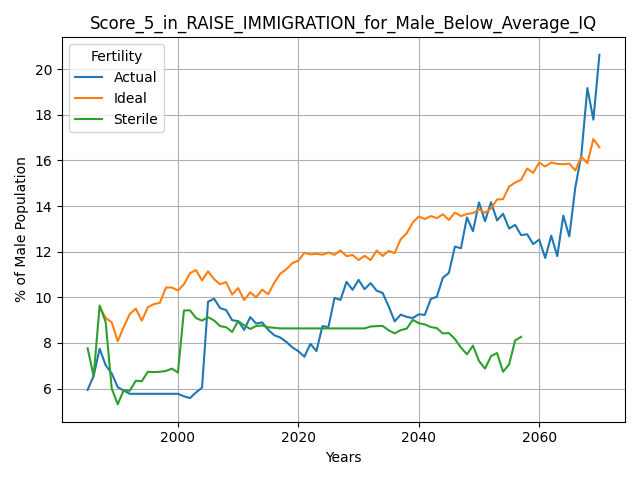 Score_5_in_RAISE_IMMIGRATION_for_Male_Below_Average_IQ
Fertility
Actual
Ideal
Sterile
% of Male Population
20
18
16
14
12
10
8
6
2000
2020
2040
2060
Years